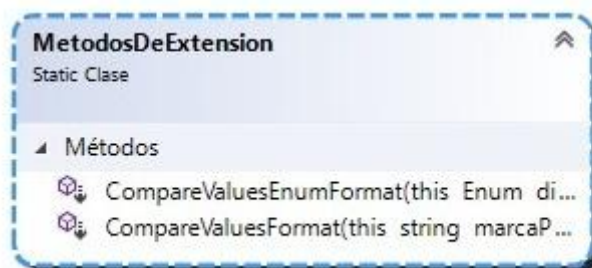 MetodosDeExtension
Static Clase
Métodos
CompareValuesEnumFormat(this Enum di...
CompareValuesFormat(this string marcaP...